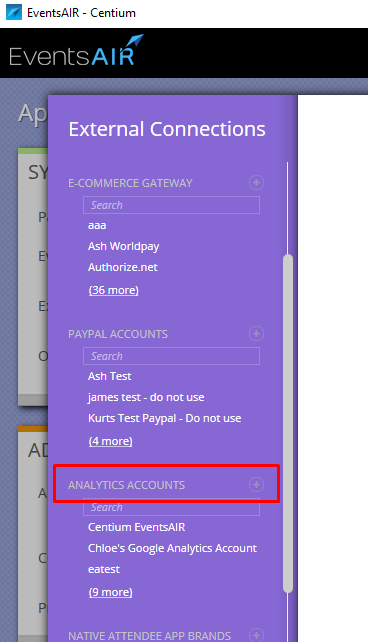 EventsAIR - Centium
EventsAIR
Ap
External Connections
SY
E-COMMERCE GATEWAY
Search
Pa
aaa
Ash Worldpay
Ev
Authorize.net
(36 more)
Ex
PAYPAL ACCOUNTS
Search
O
Ash Test
james test - do not use
Kurts Test Paypal - Do not use
(4 more)
AD
ANALYTICS ACCOUNTS
A
Search
Centium EventsAIR
Chloe's Google Analytics Account
C
eatest
(9 more)
P
NATIVE ATTENDEE APP BRANDS